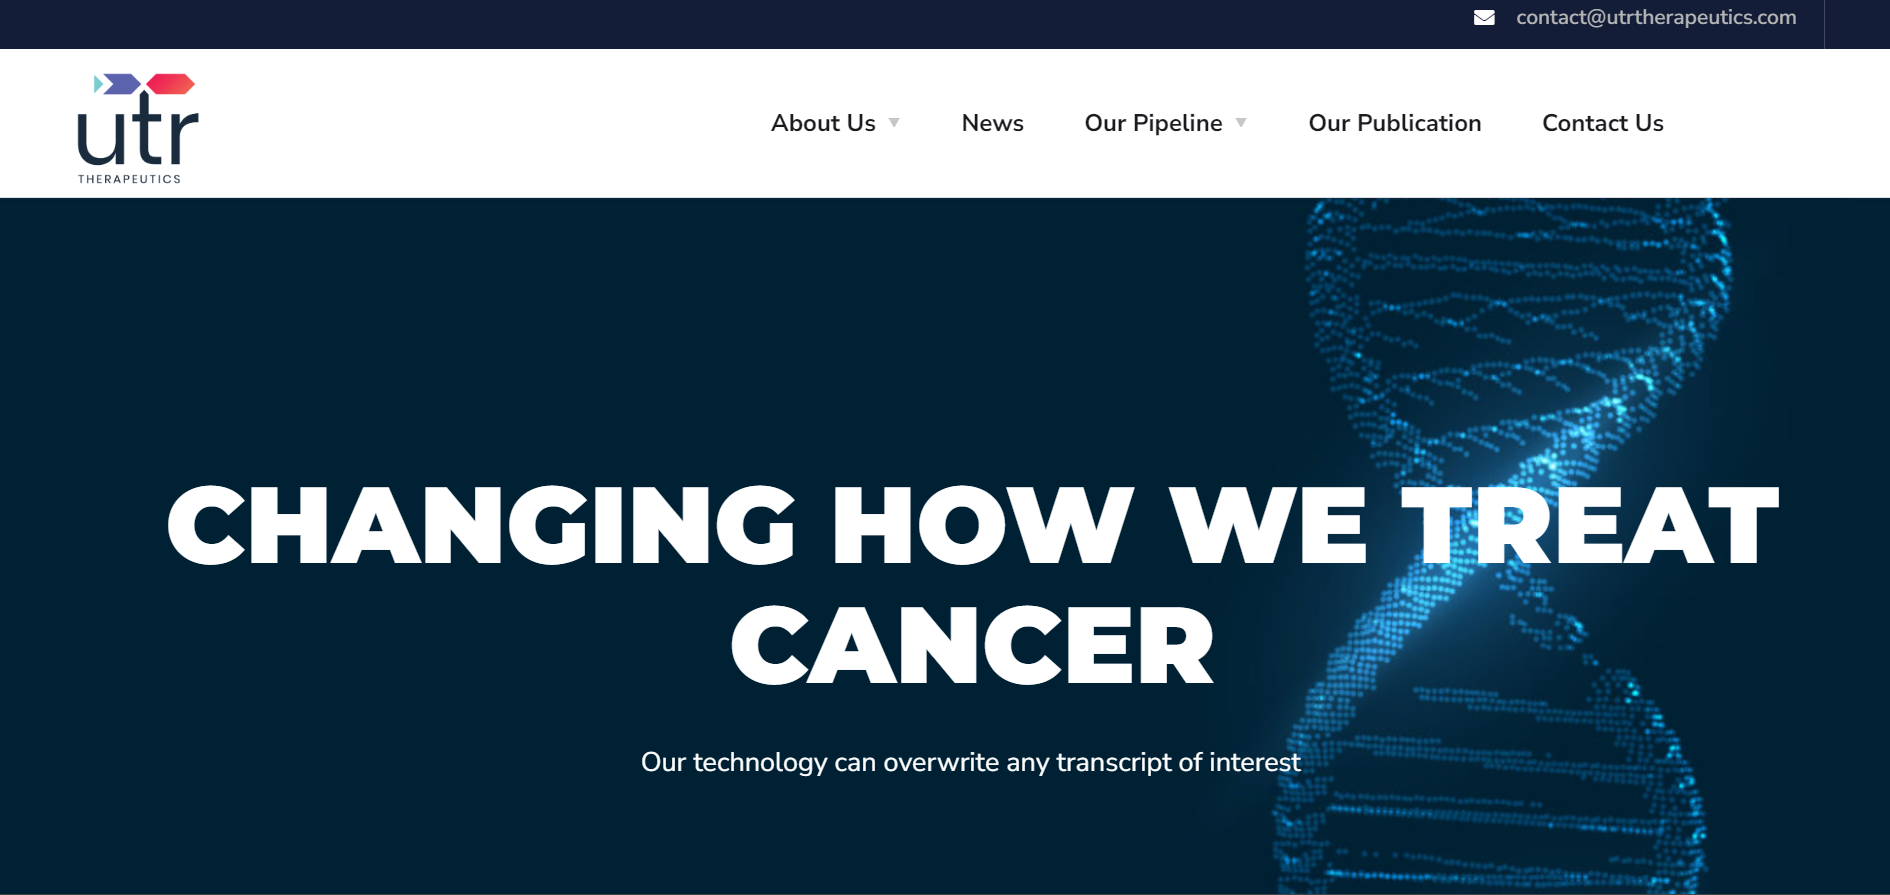 contact@utrtherapeutics.com
utr
THERAPEUTICS
About Us
News
Our Pipeline
Our Publication
Contact Us
CHANGING HOW WE TREAT
CANCER
Our technology can overwrite any transcript of interest